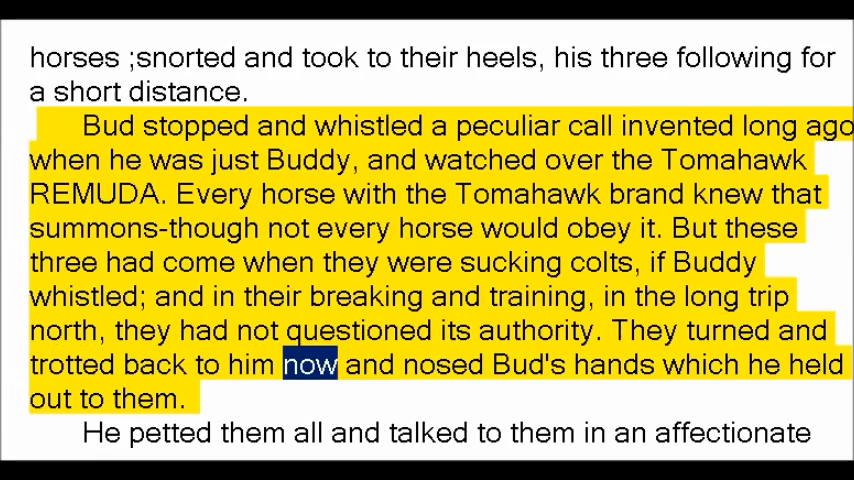 horses ;snorted and took to their heels, his three following for
a short distance.
Bud stopped and whistled a peculiar call invented long ago
when he was just Buddy, and watched over the Tomahawk
REMUDA. Every horse with the Tomahawk brand knew that
summons-though not every horse would obey it. But these
three had come when they were sucking colts, if Buddy
whistled; and in their breaking and training, in the long trip
north, they had not questioned its authority. They turned and
trotted back to him now and nosed Bud's hands which he held
out to them.
He petted them all and talked to them in an affectionate